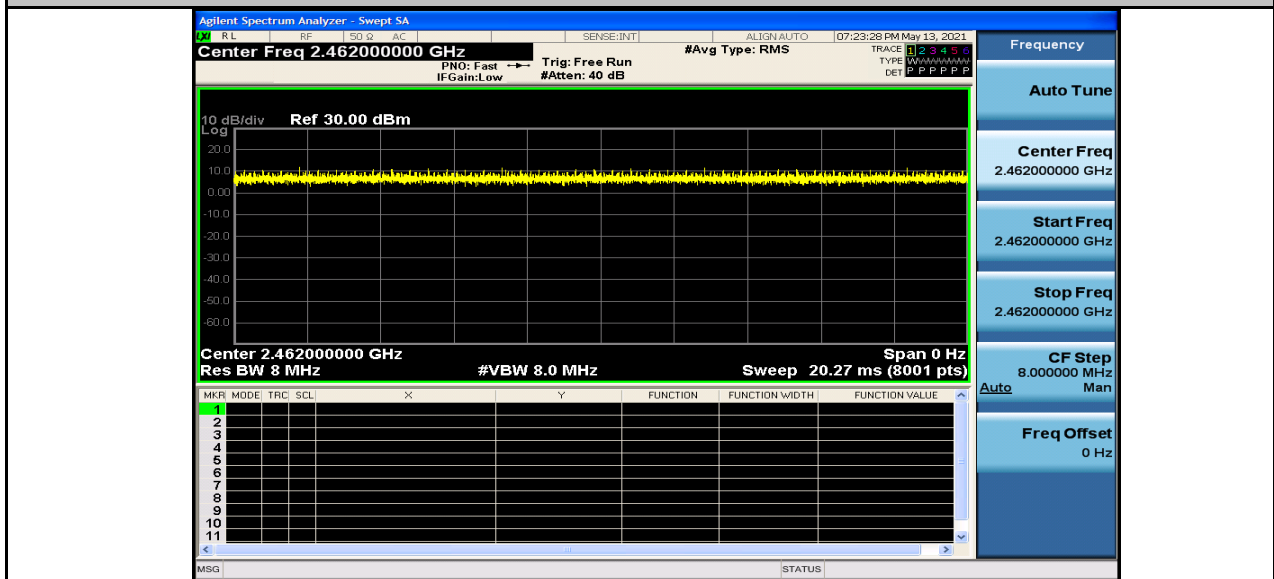 Agilent Spectrum Analyzer - Swept SA
LXI RL RF 50 Ω AC SENSE:INT ALIGN AUTO 07:23:28 PM May 13, 2021
Center Freq 2.462000000 GHz
PNO: Fast
IFGain:Low
Trig: Free Run
#Atten: 40 dB
#Avg Type: RMS
TRACE 1 2 3 4 5 6
TYPE W
DET P P P P P P
10 dB/div Ref 30.00 dBm
Log
20.0
10.0
0.00
-10.0
-20.0
-30.0
-40.0
-50.0
-60.0
Center 2.462000000 GHz Span 0 Hz
Res BW 8 MHz #VBW 8.0 MHz Sweep 20.27 ms (8001 pts)
MKR MODE TRC SCL X Y FUNCTION FUNCTION WIDTH FUNCTION VALUE
1
2
3
4
5
6
7
8
9
10
11
MSG STATUS
Frequency
Auto Tune
Center Freq
2.462000000 GHz
Start Freq
2.462000000 GHz
Stop Freq
2.462000000 GHz
CF Step
8.000000 MHz
Auto Man
Freq Offset
0 Hz